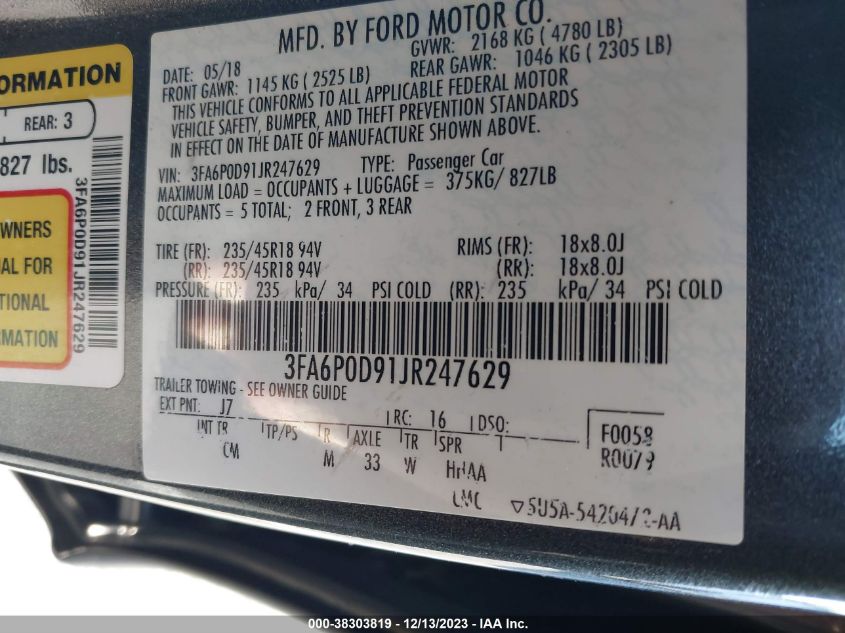 MFD. BY FORD MOTOR CO.
DATE: 05/18 GVWR: 2168 KG ( 4780 LB)
FRONT GAWR: 1145 KG ( 2525 LB) REAR GAWR: 1046 KG ( 2305 LB)
THIS VEHICLE CONFORMS TO ALL APPLICABLE FEDERAL MOTOR
VEHICLE SAFETY, BUMPER, AND THEFT PREVENTION STANDARDS
IN EFFECT ON THE DATE OF MANUFACTURE SHOWN ABOVE.
VIN: 3FA6P0D91JR247629 TYPE: Passenger Car
MAXIMUM LOAD = OCCUPANTS + LUGGAGE = 375KG/ 827LB
OCCUPANTS = 5 TOTAL; 2 FRONT, 3 REAR
TIRE (FR): 235/45R18 94V RIMS (FR): 18x8.0J
(RR): 235/45R18 94V (RR): 18x8.0J
PRESSURE (FR): 235 kPa/ 34 PSI COLD (RR): 235 kPa/ 34 PSI COLD
3FA6P0D91JR247629
TRAILER TOWING - SEE OWNER GUIDE
EXT PNT: J7 RC: 16 DSO:
INT TR TP/PS R AXLE TR SPR
CM M 33 W
F0058
R0079
ORMATION
REAR: 3
827 lbs.
WNERS
AL FOR
TIONAL
RMATION
3FA6P0D91JR247629
000-38303819 - 12/13/2023 - IAA Inc.